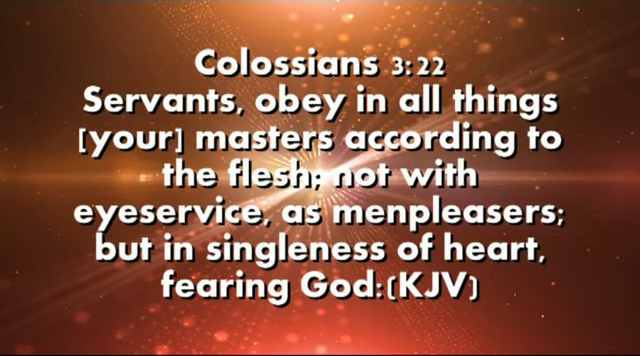 Colossians 3:22
Servants, obey in all things
[your] masters according to
the flesh; not with
eyeservice, as menpleasers;
but in singleness of heart,
fearing God:(KJV)